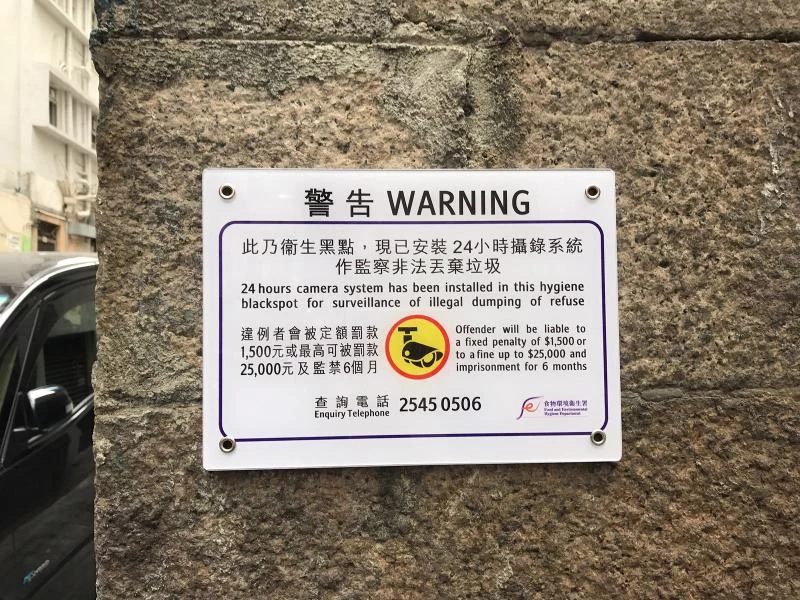 警告 WARNING
此乃衞生黑點，現已安裝 24小時攝錄系統
作監察非法丟棄垃圾
24 hours camera system has been installed in this hygiene
blackspot for surveillance of illegal dumping of refuse
違例者會被定額罰款
1,500元或最高可被罰款
25,000元及監禁6個月
Offender will be liable to
a fixed penalty of $1,500 or
to a fine up to $25,000 and
imprisonment for 6 months
查詢電話
Enquiry Telephone
2545 0506
食物環境衞生署
Food and Environmental
Hygiene Department